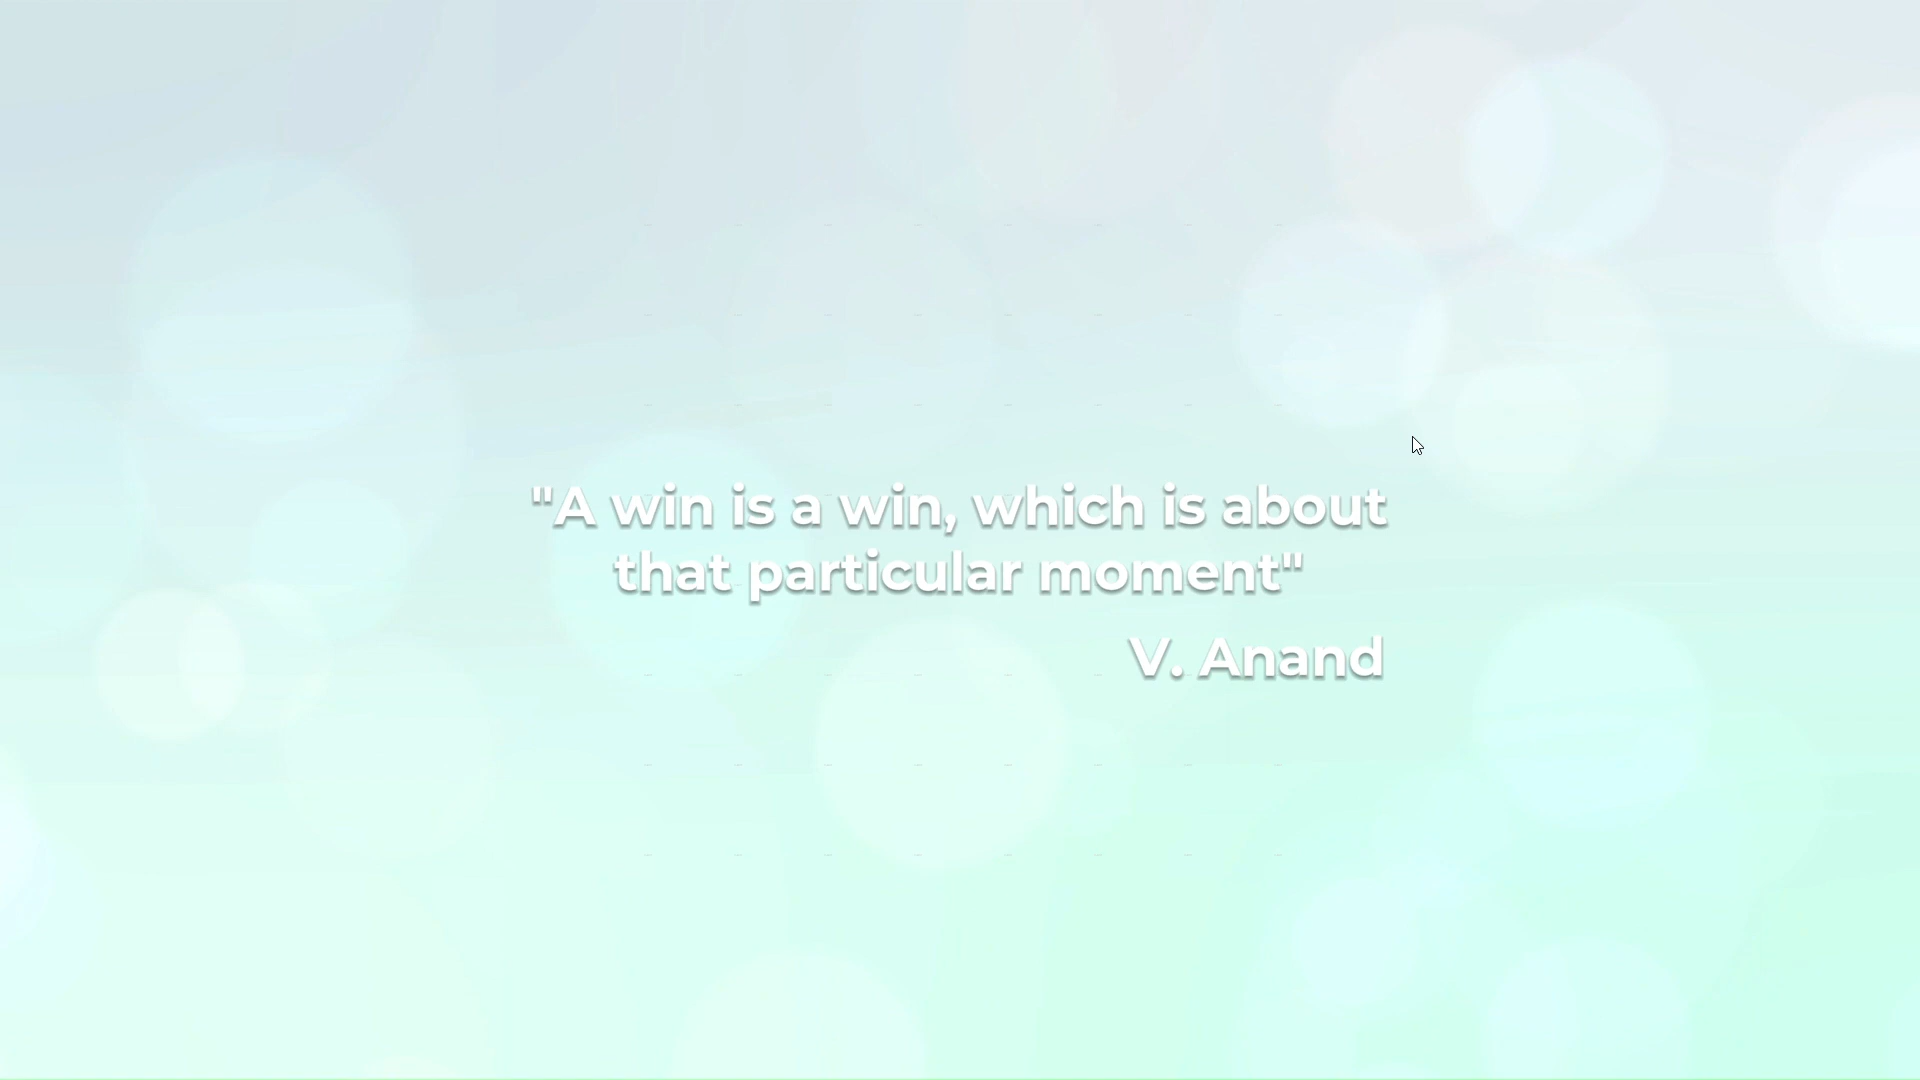 "A win is a win, which is about
that particular moment"
V. Anand